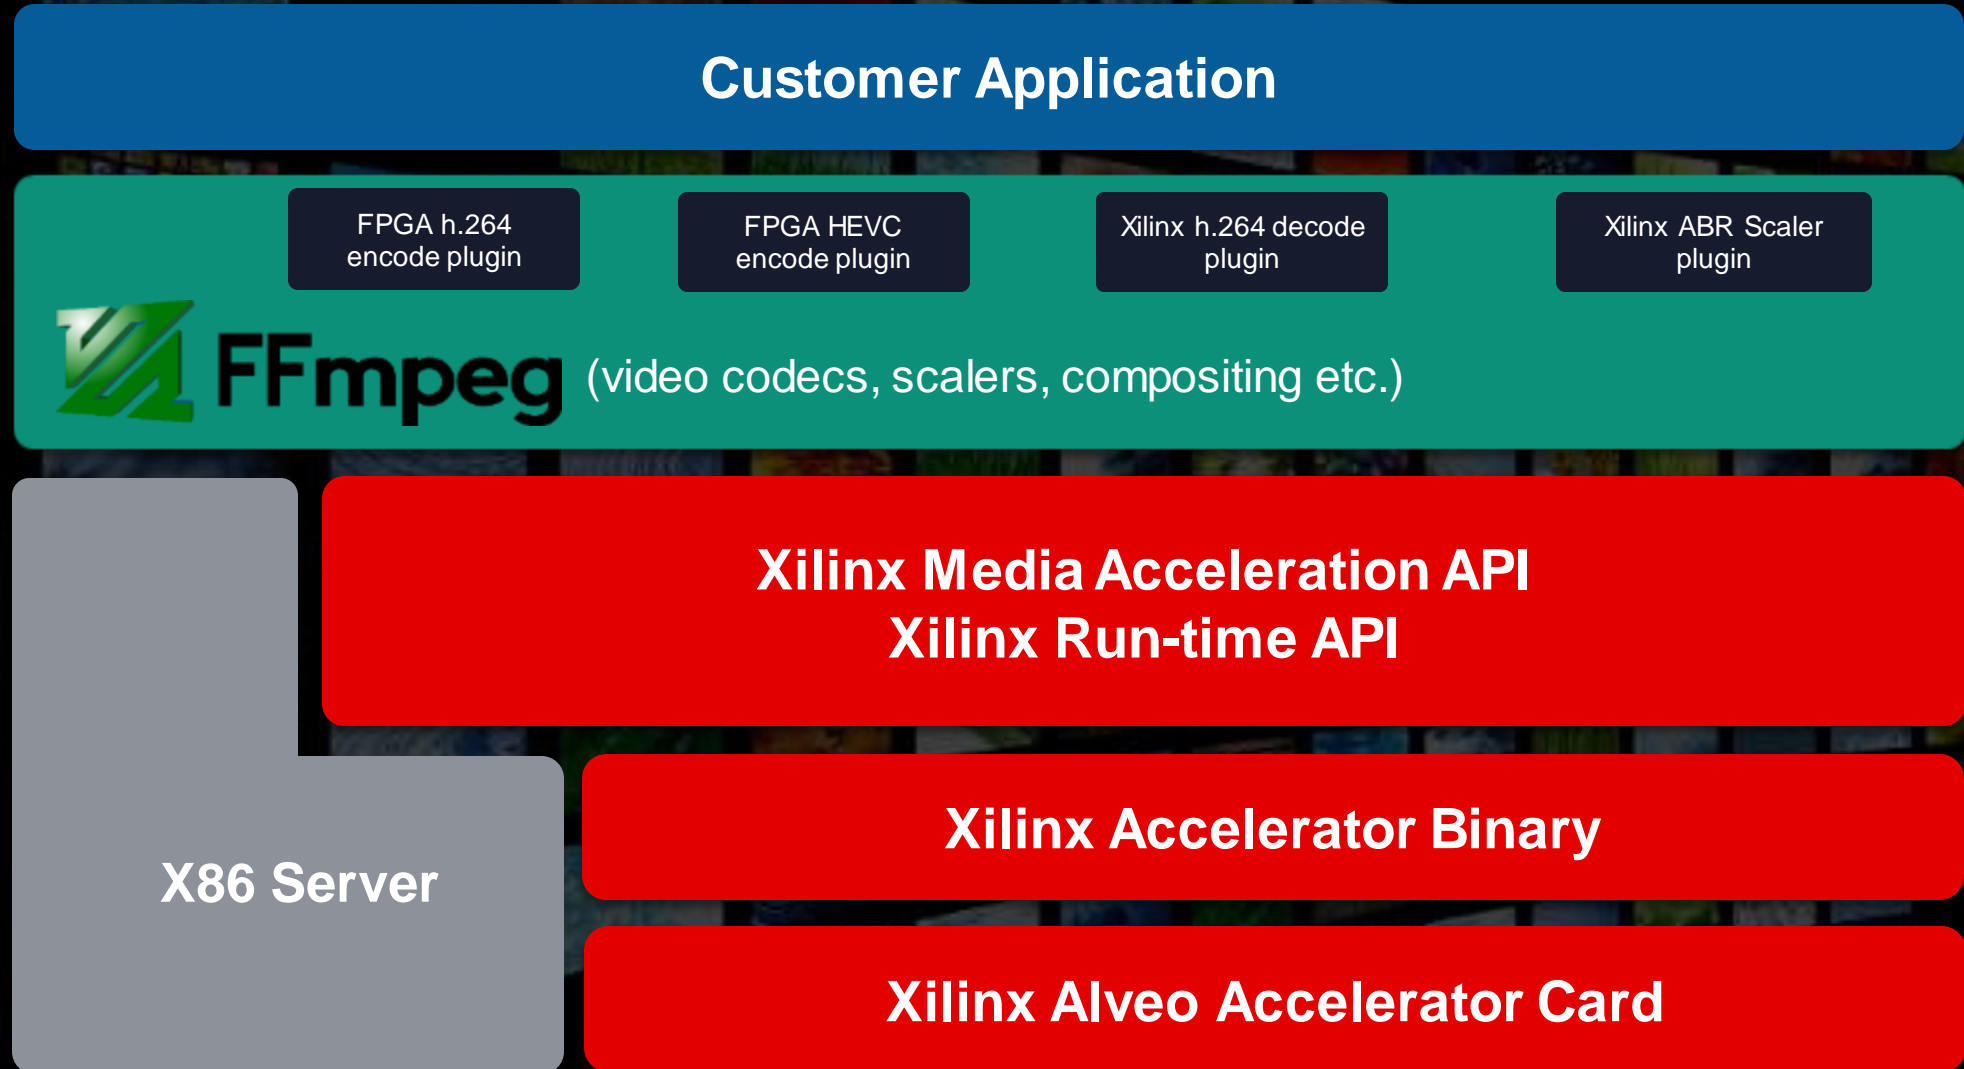 Customer Application
FPGA h.264
encode plugin
FPGA HEVC
encode plugin
Xilinx h.264 decode
plugin
Xilinx ABR Scaler
plugin
FFmpeg (video codecs, scalers, compositing etc.)
Xilinx Media Acceleration API
Xilinx Run-time API
Xilinx Accelerator Binary
X86 Server
Xilinx Alveo Accelerator Card